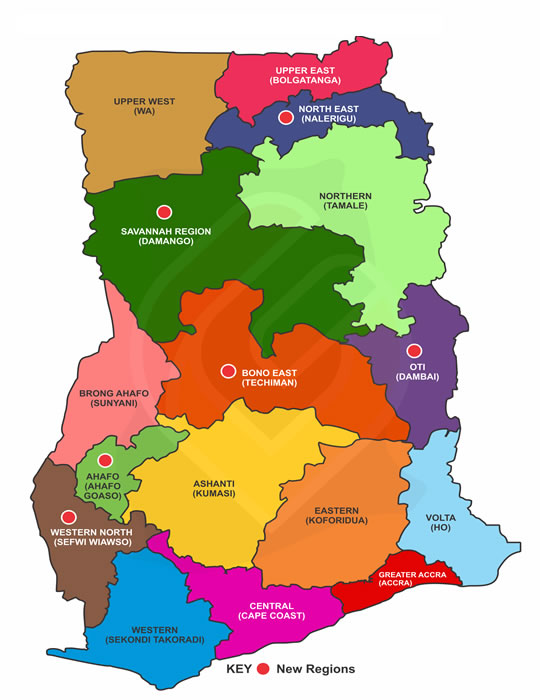 UPPER EAST
(BOLGATANGA)
UPPER WEST
(WA)
NORTH EAST
(NALERIGU)
NORTHERN
(TAMALE)
SAVANNAH REGION
(DAMANGO)
OTI
(DAMBAI)
BONO EAST
(TECHIMAN)
BRONG AHAFO
(SUNYANI)
AHAFO
(AHAFO
GOASO)
ASHANTI
(KUMASI)
EASTERN
(KOFORIDUA)
VOLTA
(HO)
WESTERN NORTH
(SEFWI WIAWSO)
GREATER ACCRA
(ACCRA)
CENTRAL
(CAPE COAST)
WESTERN
(SEKONDI TAKORADI)
KEY New Regions